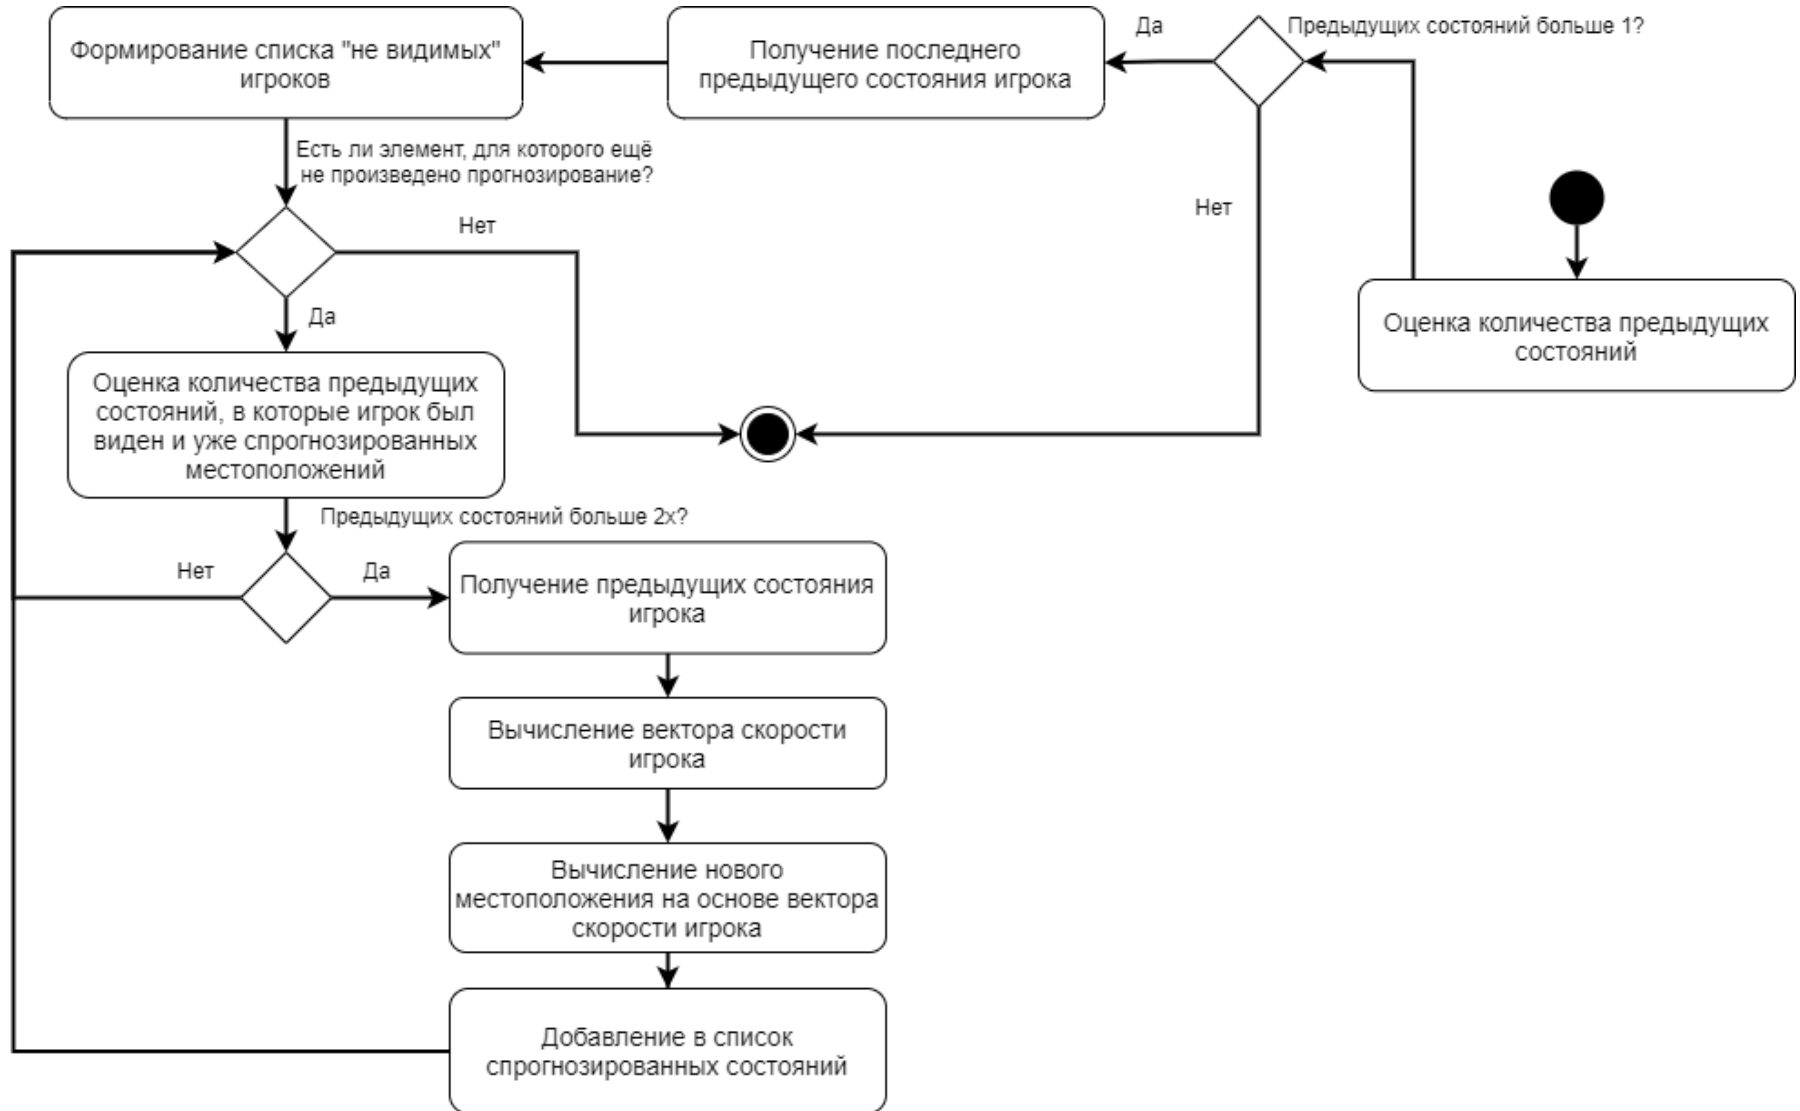 Формирование списка "не видимых"
игроков
Получение последнего
предыдущего состояния игрока
Да
Предыдущих состояний больше 1?
Есть ли элемент, для которого ещё
не произведено прогнозирование?
Нет
Нет
Да
Оценка количества предыдущих
состояний
Оценка количества предыдущих
состояний, в которые игрок был
виден и уже спрогнозированных
местоположений
Предыдущих состояний больше 2х?
Нет
Да
Получение предыдущих состояния
игрока
Вычисление вектора скорости
игрока
Вычисление нового
местоположения на основе вектора
скорости игрока
Добавление в список
спрогнозированных состояний